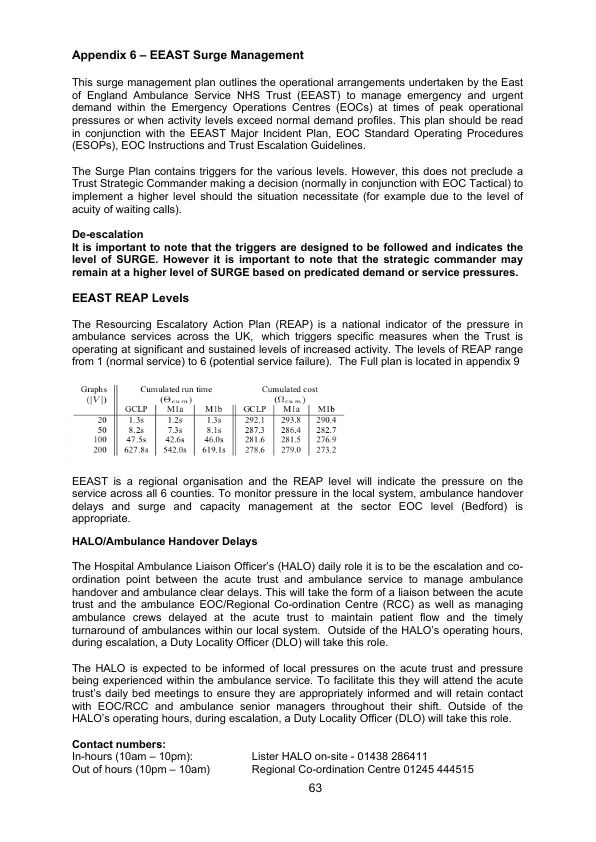 Appendix 6 – EEAST Surge Management
This surge management plan outlines the operational arrangements undertaken by the East
of England Ambulance Service NHS Trust (EEAST) to manage emergency and urgent
demand within the Emergency Operations Centres (EOCs) at times of peak operational
pressures or when activity levels exceed normal demand profiles. This plan should be read
in conjunction with the EEAST Major Incident Plan, EOC Standard Operating Procedures
(ESOPs), EOC Instructions and Trust Escalation Guidelines.
The Surge Plan contains triggers for the various levels. However, this does not preclude a
Trust Strategic Commander making a decision (normally in conjunction with EOC Tactical) to
implement a higher level should the situation necessitate (for example due to the level of
acuity of waiting calls).
De-escalation
It is important to note that the triggers are designed to be followed and indicates the
level of SURGE. However it is important to note that the strategic commander may
remain at a higher level of SURGE based on predicated demand or service pressures.
EEAST REAP Levels
The Resourcing Escalatory Action Plan (REAP) is a national indicator of the pressure in
ambulance services across the UK, which triggers specific measures when the Trust is
operating at significant and sustained levels of increased activity. The levels of REAP range
from 1 (normal service) to 6 (potential service failure). The Full plan is located in appendix 9
Graphs Cumulated run time Cumulated cost
(|V|) (Θcum) (Ωcum)
GCLP M1a M1b GCLP M1a M1b
20 1.3s 1.2s 1.3s 292.1 293.8 290.4
50 8.2s 7.3s 8.1s 287.3 286.4 282.7
100 47.5s 42.6s 46.0s 281.6 281.5 276.9
200 627.8s 542.0s 619.1s 278.6 279.0 273.2
EEAST is a regional organisation and the REAP level will indicate the pressure on the
service across all 6 counties. To monitor pressure in the local system, ambulance handover
delays and surge and capacity management at the sector EOC level (Bedford) is
appropriate.
HALO/Ambulance Handover Delays
The Hospital Ambulance Liaison Officer's (HALO) daily role it is to be the escalation and co-
ordination point between the acute trust and ambulance service to manage ambulance
handover and ambulance clear delays. This will take the form of a liaison between the acute
trust and the ambulance EOC/Regional Co-ordination Centre (RCC) as well as managing
ambulance crews delayed at the acute trust to maintain patient flow and the timely
turnaround of ambulances within our local system. Outside of the HALO's operating hours,
during escalation, a Duty Locality Officer (DLO) will take this role.
The HALO is expected to be informed of local pressures on the acute trust and pressure
being experienced within the ambulance service. To facilitate this they will attend the acute
trust's daily bed meetings to ensure they are appropriately informed and will retain contact
with EOC/RCC and ambulance senior managers throughout their shift. Outside of the
HALO's operating hours, during escalation, a Duty Locality Officer (DLO) will take this role.
Contact numbers:
In-hours (10am – 10pm): Lister HALO on-site - 01438 286411
Out of hours (10pm – 10am) Regional Co-ordination Centre 01245 444515
63